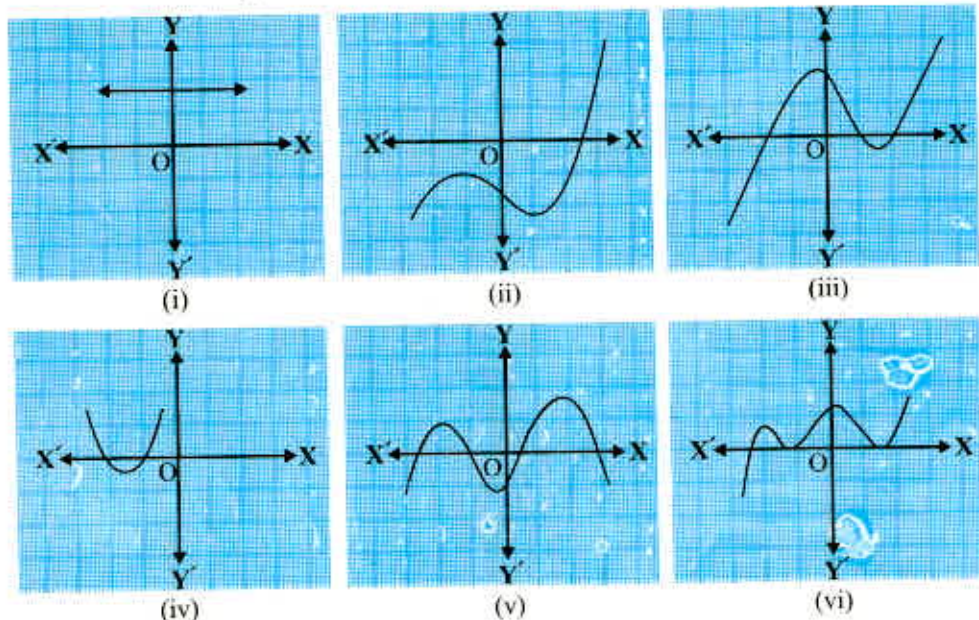 Y Y Y
X′ O X X′ O X X′ O X
Y′ Y′ Y′
(i) (ii) (iii)
Y Y Y
X′ O X X′ O X X′ O X
Y′ Y′ Y′
(iv) (v) (vi)